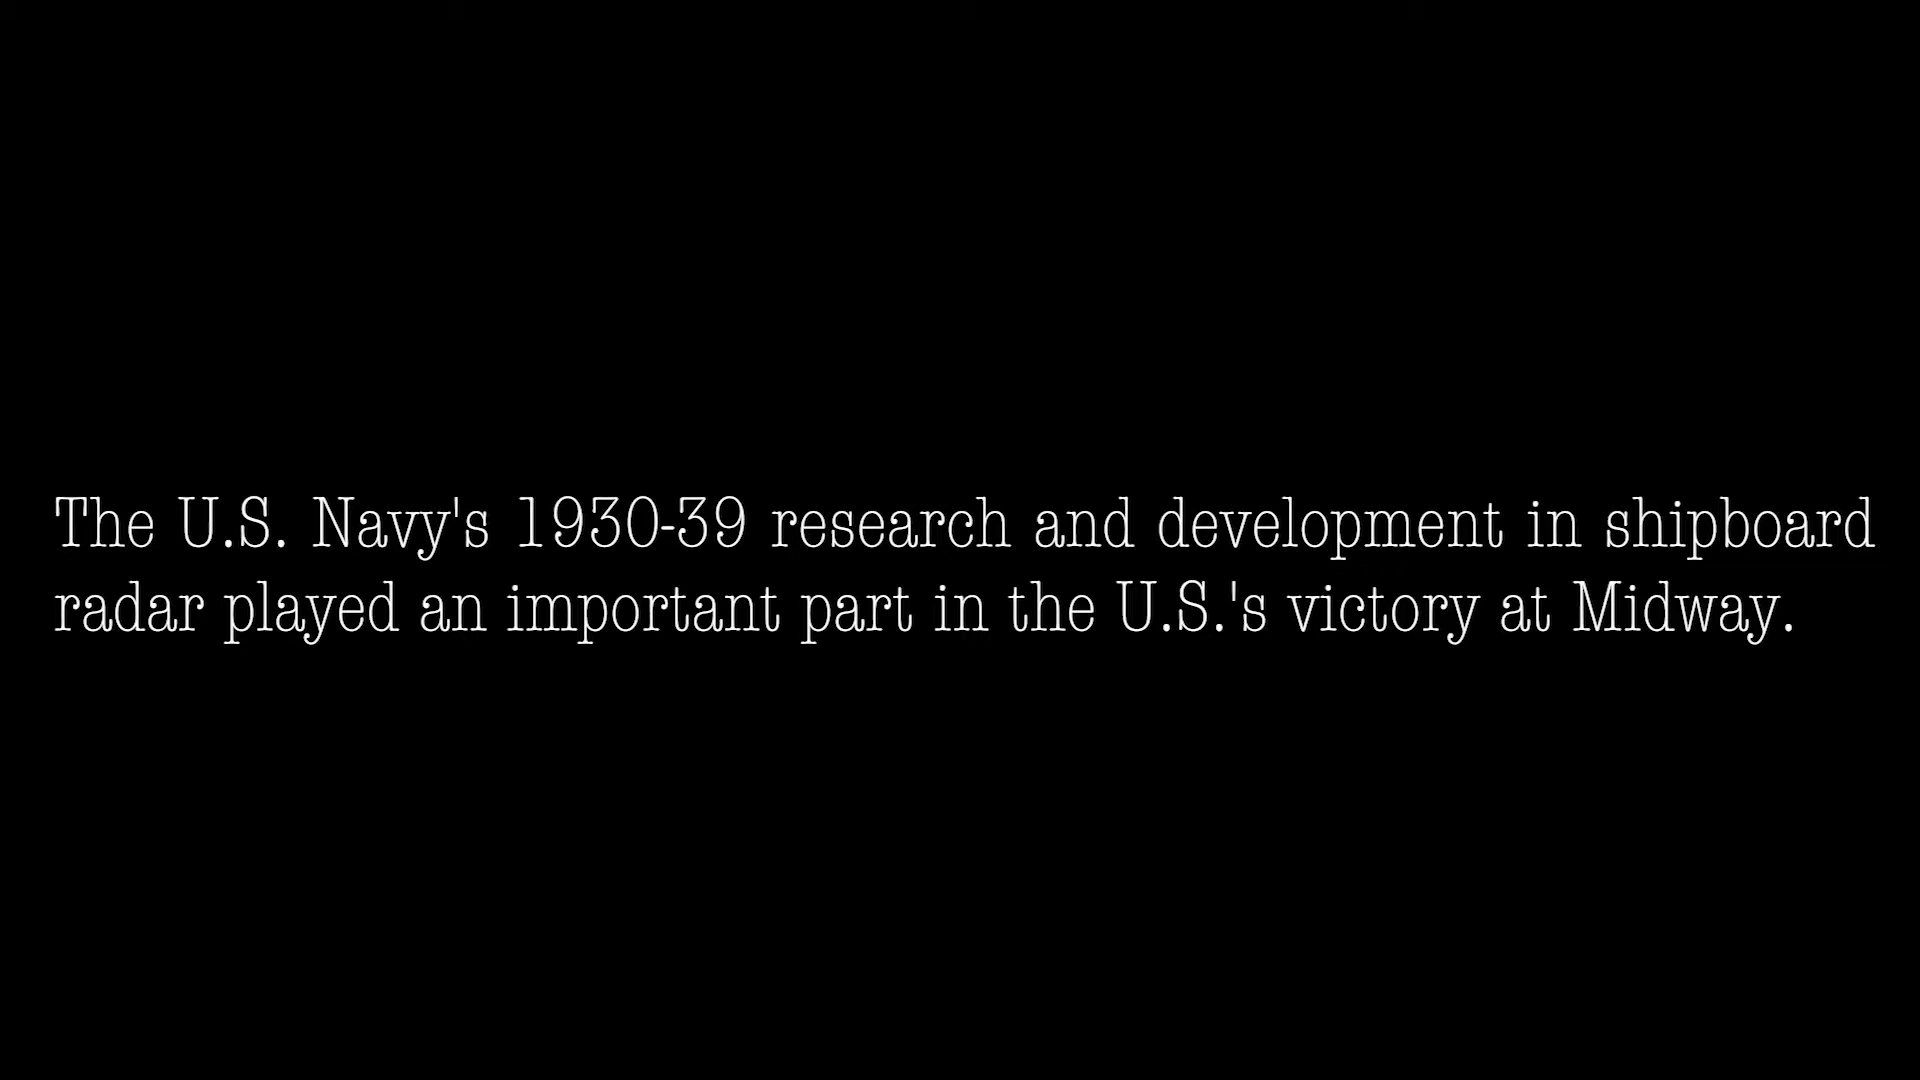 The U.S. Navy's 1930-39 research and development in shipboard
radar played an important part in the U.S.'s victory at Midway.